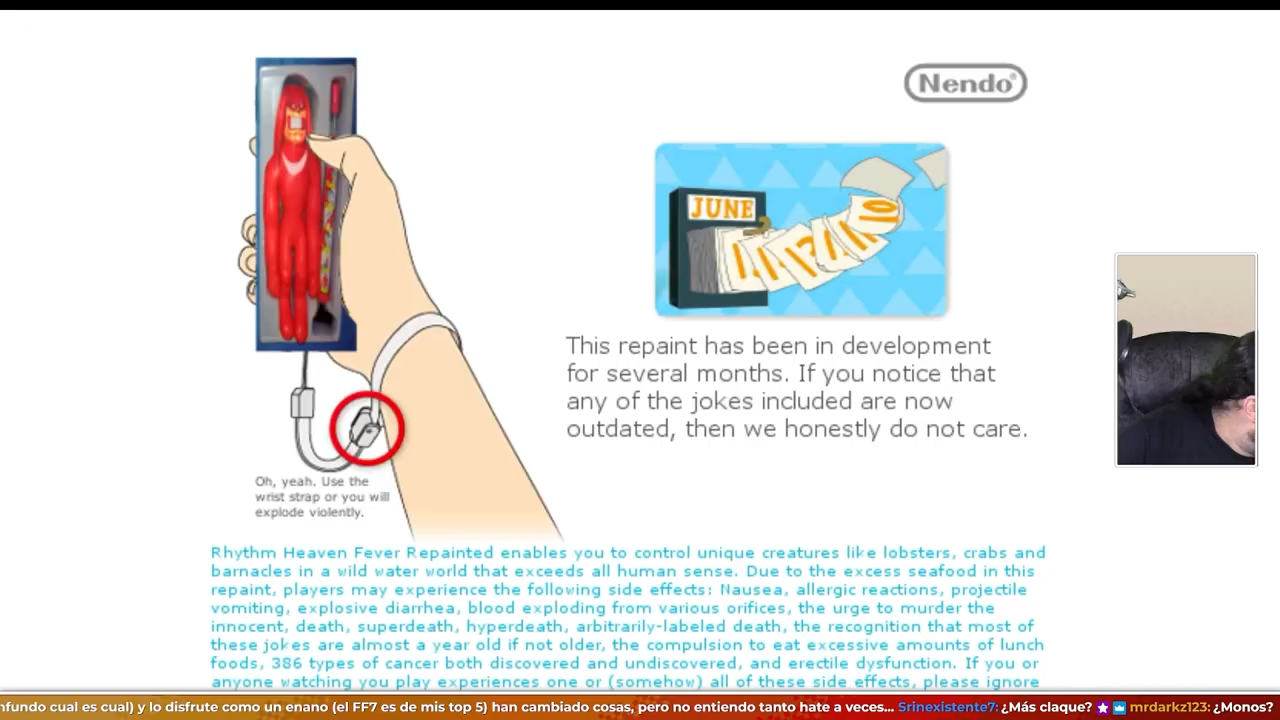 Nendo®
JUNE
10
This repaint has been in development
for several months. If you notice that
any of the jokes included are now
outdated, then we honestly do not care.
Oh, yeah. Use the
wrist strap or you will
explode violently.
Rhythm Heaven Fever Repainted enables you to control unique creatures like lobsters, crabs and
barnacles in a wild water world that exceeds all human sense. Due to the excess seafood in this
repaint, players may experience the following side effects: Nausea, allergic reactions, projectile
vomiting, explosive diarrhea, blood exploding from various orifices, the urge to murder the
innocent, death, superdeath, hyperdeath, arbitrarily-labeled death, the recognition that most of
these jokes are almost a year old if not older, the compulsion to eat excessive amounts of lunch
foods, 386 types of cancer both discovered and undiscovered, and erectile dysfunction. If you or
anyone watching you play experiences one or (somehow) all of these side effects, please ignore
nfundo cual es cual) y lo disfrute como un enano (el FF7 es de mis top 5) han cambiado cosas, pero no entiendo tanto hate a veces... Srinexistente7: ¿Más claque? mrdarkz123: ¿Monos?